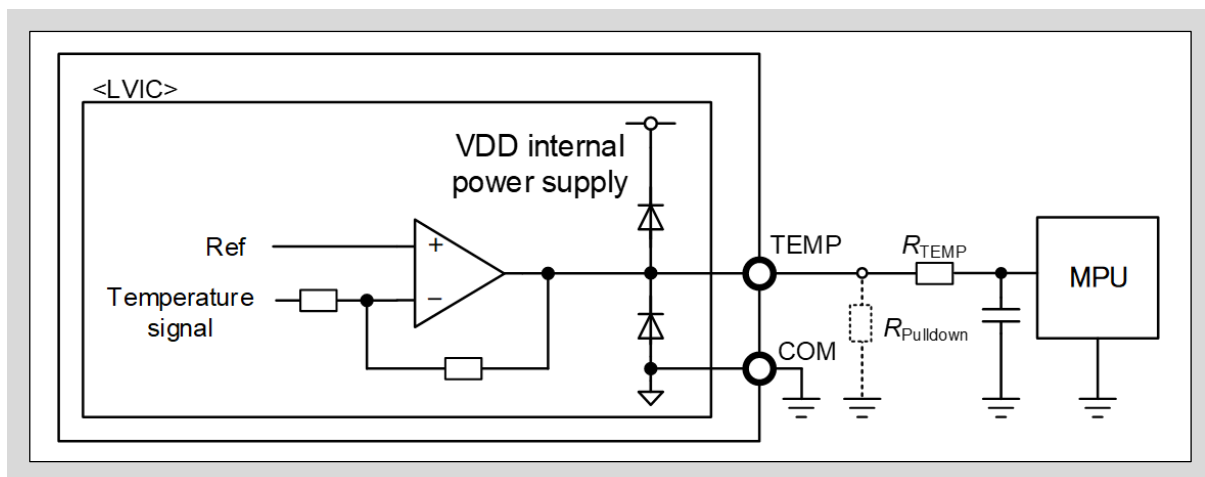 <LVIC>
VDD internal
power supply
Ref
+
Temperature
signal
−
TEMP
COM
RTEMP
RPulldown
MPU